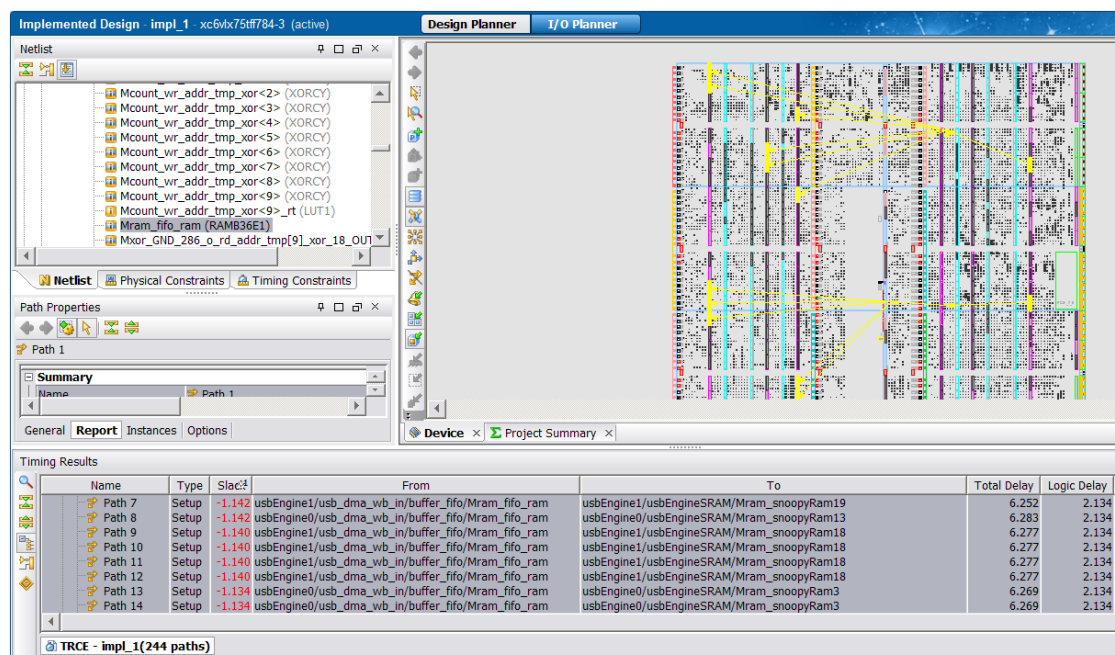 Implemented Design - impl_1 - xc6vlx75tff784-3 (active)
Design Planner
I/O Planner
Netlist
Mcount_wr_addr_tmp_xor<2> (XORCY)
Mcount_wr_addr_tmp_xor<3> (XORCY)
Mcount_wr_addr_tmp_xor<4> (XORCY)
Mcount_wr_addr_tmp_xor<5> (XORCY)
Mcount_wr_addr_tmp_xor<6> (XORCY)
Mcount_wr_addr_tmp_xor<7> (XORCY)
Mcount_wr_addr_tmp_xor<8> (XORCY)
Mcount_wr_addr_tmp_xor<9> (XORCY)
Mcount_wr_addr_tmp_xor<9>_rt (LUT1)
Mram_fifo_ram (RAMB36E1)
Mxor_GND_286_o_rd_addr_tmp[9]_xor_18_OUT
Netlist Physical Constraints Timing Constraints
Path Properties
Path 1
Summary
Name Path 1
General Report Instances Options
Device Project Summary
Timing Results
Name Type Slack From To Total Delay Logic Delay
Path 7 Setup -1.142 usbEngine1/usb_dma_wb_in/buffer_fifo/Mram_fifo_ram usbEngine1/usbEngineSRAM/Mram_snoopyRam19 6.252 2.134
Path 8 Setup -1.142 usbEngine0/usb_dma_wb_in/buffer_fifo/Mram_fifo_ram usbEngine0/usbEngineSRAM/Mram_snoopyRam13 6.283 2.134
Path 9 Setup -1.140 usbEngine1/usb_dma_wb_in/buffer_fifo/Mram_fifo_ram usbEngine1/usbEngineSRAM/Mram_snoopyRam18 6.277 2.134
Path 10 Setup -1.140 usbEngine1/usb_dma_wb_in/buffer_fifo/Mram_fifo_ram usbEngine1/usbEngineSRAM/Mram_snoopyRam18 6.277 2.134
Path 11 Setup -1.140 usbEngine1/usb_dma_wb_in/buffer_fifo/Mram_fifo_ram usbEngine1/usbEngineSRAM/Mram_snoopyRam18 6.277 2.134
Path 12 Setup -1.140 usbEngine1/usb_dma_wb_in/buffer_fifo/Mram_fifo_ram usbEngine1/usbEngineSRAM/Mram_snoopyRam18 6.277 2.134
Path 13 Setup -1.134 usbEngine0/usb_dma_wb_in/buffer_fifo/Mram_fifo_ram usbEngine0/usbEngineSRAM/Mram_snoopyRam3 6.269 2.134
Path 14 Setup -1.134 usbEngine0/usb_dma_wb_in/buffer_fifo/Mram_fifo_ram usbEngine0/usbEngineSRAM/Mram_snoopyRam3 6.269 2.134
TRCE - impl_1(244 paths)